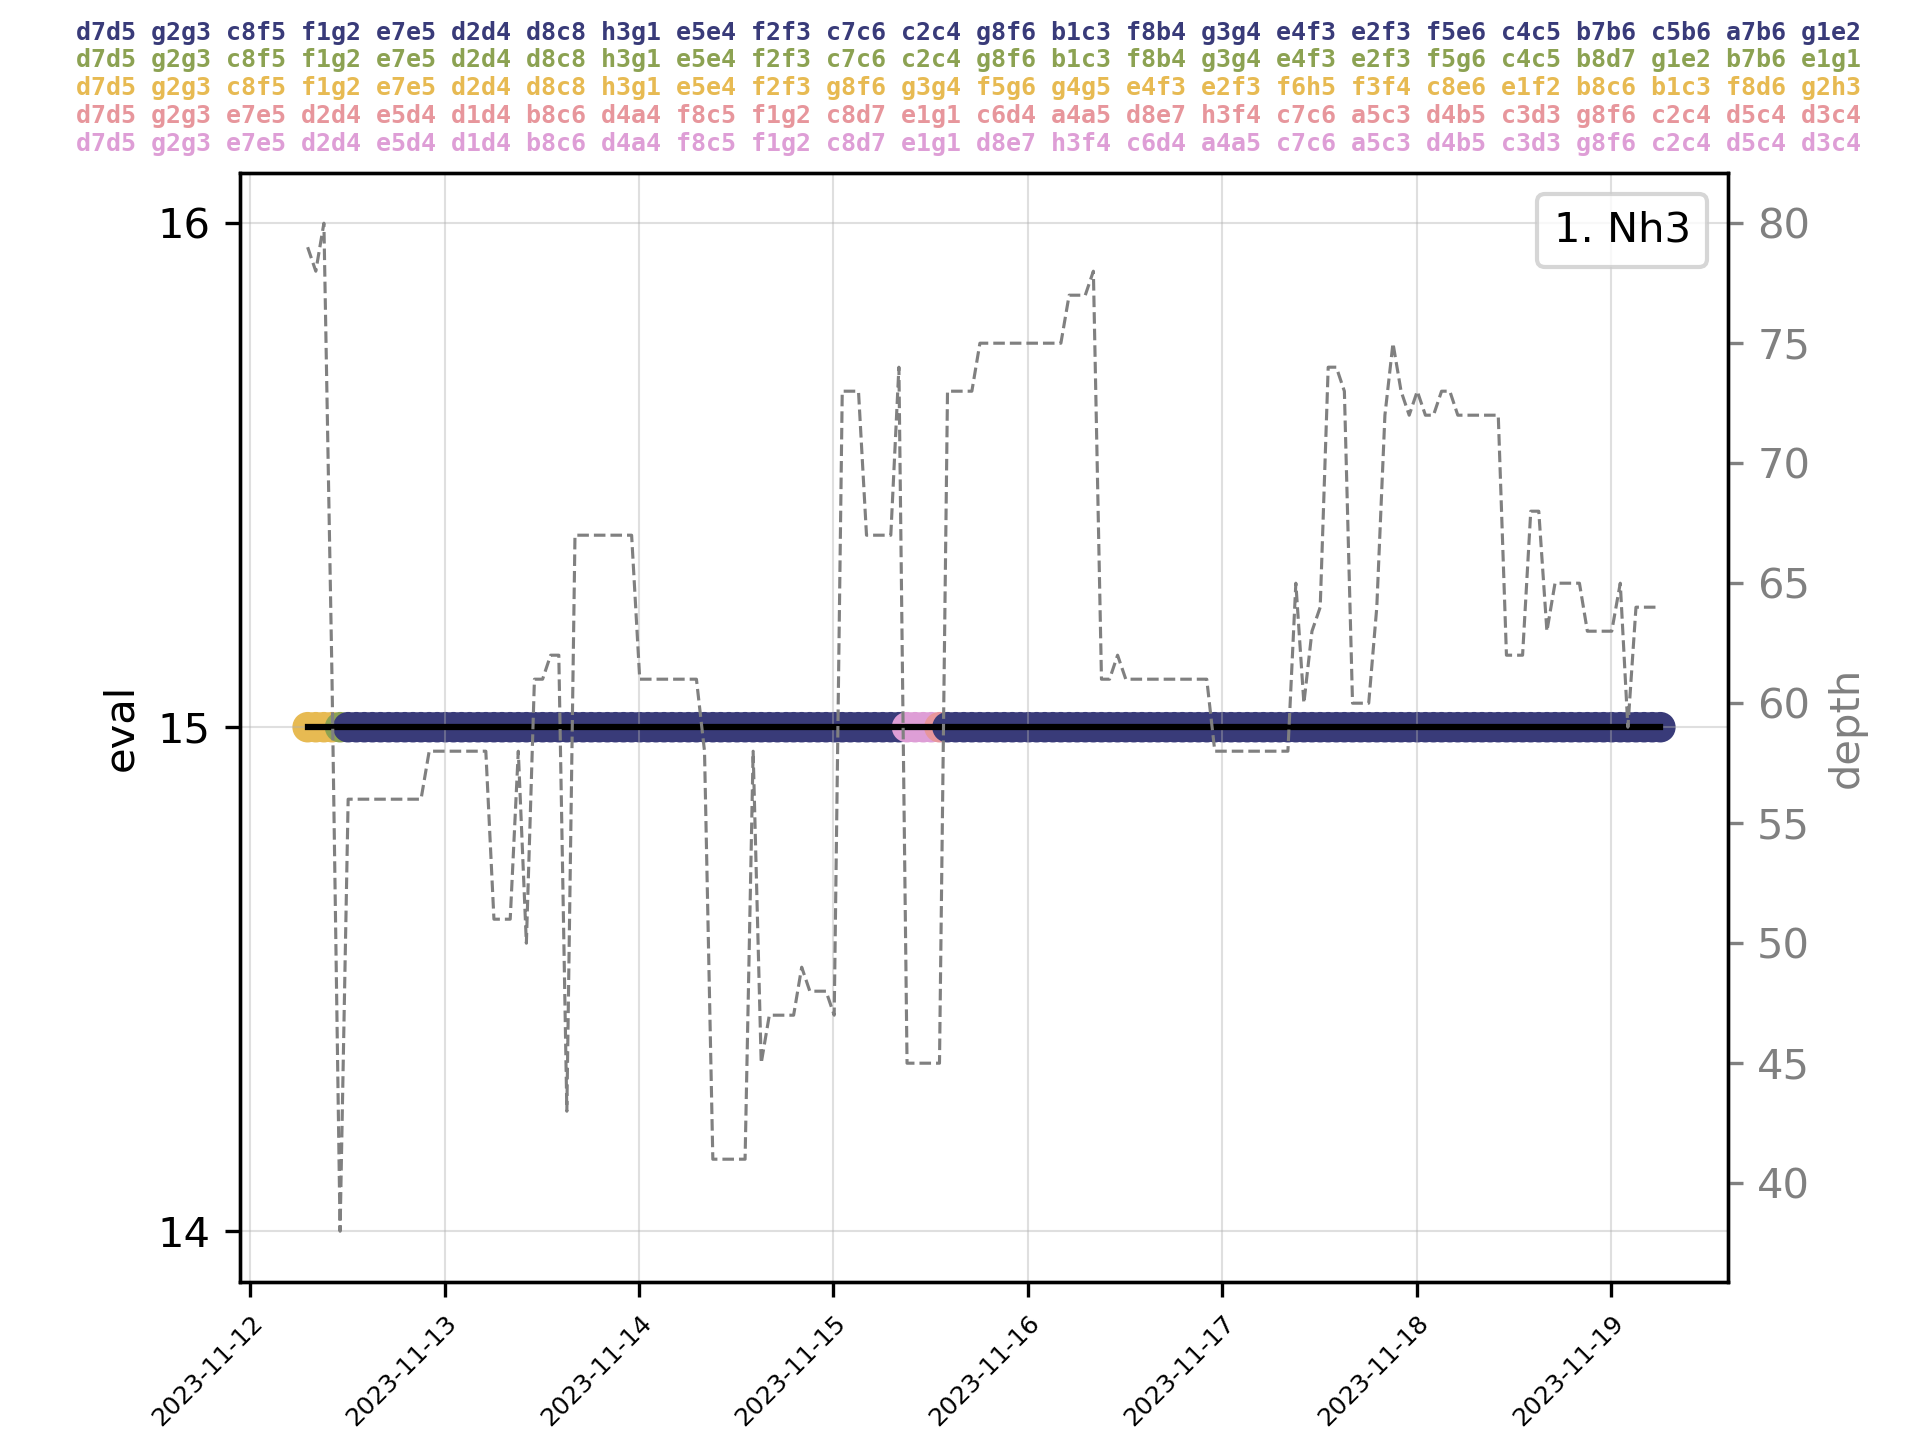 d7d5 g2g3 c8f5 f1g2 e7e5 d2d4 d8c8 h3g1 e5e4 f2f3 c7c6 c2c4 g8f6 b1c3 f8b4 g3g4 e4f3 e2f3 f5e6 c4c5 b7b6 c5b6 a7b6 g1e2
d7d5 g2g3 c8f5 f1g2 e7e5 d2d4 d8c8 h3g1 e5e4 f2f3 c7c6 c2c4 g8f6 b1c3 f8b4 g3g4 e4f3 e2f3 f5g6 c4c5 b8d7 g1e2 b7b6 e1g1
d7d5 g2g3 c8f5 f1g2 e7e5 d2d4 d8c8 h3g1 e5e4 f2f3 g8f6 g3g4 f5g6 g4g5 e4f3 e2f3 f6h5 f3f4 c8e6 e1f2 b8c6 b1c3 f8d6 g2h3
d7d5 g2g3 e7e5 d2d4 e5d4 d1d4 b8c6 d4a4 f8c5 f1g2 c8d7 e1g1 c6d4 a4a5 d8e7 h3f4 c7c6 a5c3 d4b5 c3d3 g8f6 c2c4 d5c4 d3c4
d7d5 g2g3 e7e5 d2d4 e5d4 d1d4 b8c6 d4a4 f8c5 f1g2 c8d7 e1g1 d8e7 h3f4 c6d4 a4a5 c7c6 a5c3 d4b5 c3d3 g8f6 c2c4 d5c4 d3c4
1. Nh3
16
15
14
eval
80
75
70
65
60
55
50
45
40
depth
2023-11-12
2023-11-13
2023-11-14
2023-11-15
2023-11-16
2023-11-17
2023-11-18
2023-11-19